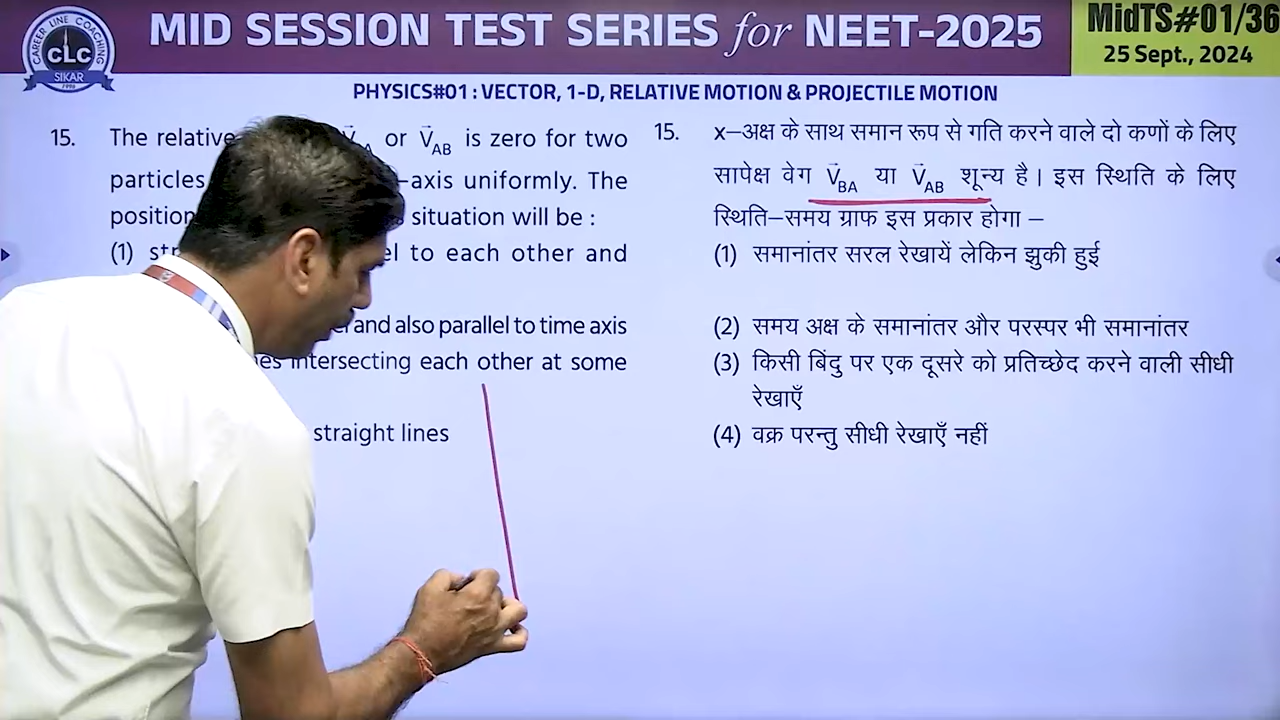 CAREER LINE COACHING
CLC
SIKAR
1996
MID SESSION TEST SERIES for NEET-2025
MidTS#01/36
25 Sept., 2024
PHYSICS#01 : VECTOR, 1-D, RELATIVE MOTION & PROJECTILE MOTION
15. The relative or V⃗AB is zero for two
particles –axis uniformly. The
position situation will be :
(1) to each other and
and also parallel to time axis
intersecting each other at some
straight lines
15. x–अक्ष के साथ समान रूप से गति करने वाले दो कणों के लिए
सापेक्ष वेग V⃗BA या V⃗AB शून्य है। इस स्थिति के लिए
स्थिति–समय ग्राफ इस प्रकार होगा –
(1) समानांतर सरल रेखायें लेकिन झुकी हुई
(2) समय अक्ष के समानांतर और परस्पर भी समानांतर
(3) किसी बिंदु पर एक दूसरे को प्रतिच्छेद करने वाली सीधी
रेखाएँ
(4) वक्र परन्तु सीधी रेखाएँ नहीं